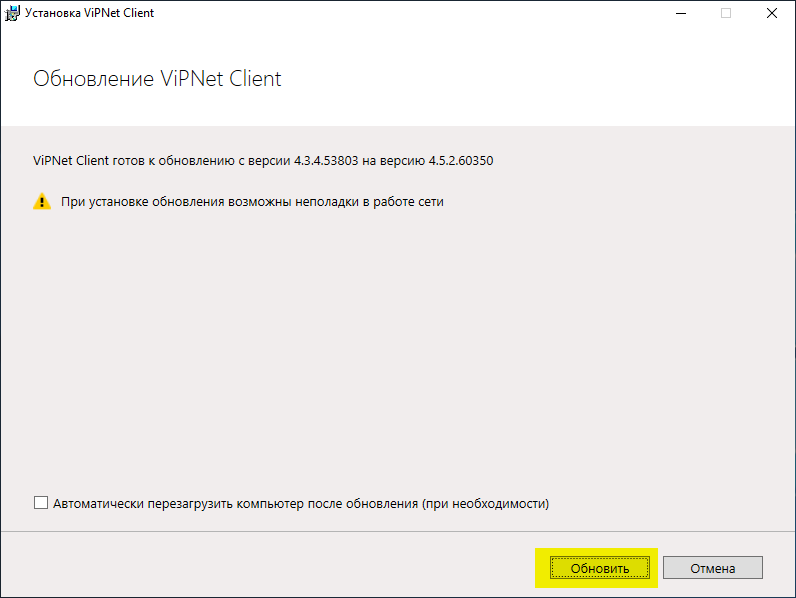 Установка ViPNet Client
Обновление ViPNet Client
ViPNet Client готов к обновлению с версии 4.3.4.53803 на версию 4.5.2.60350
При установке обновления возможны неполадки в работе сети
Автоматически перезагрузить компьютер после обновления (при необходимости)
Обновить
Отмена